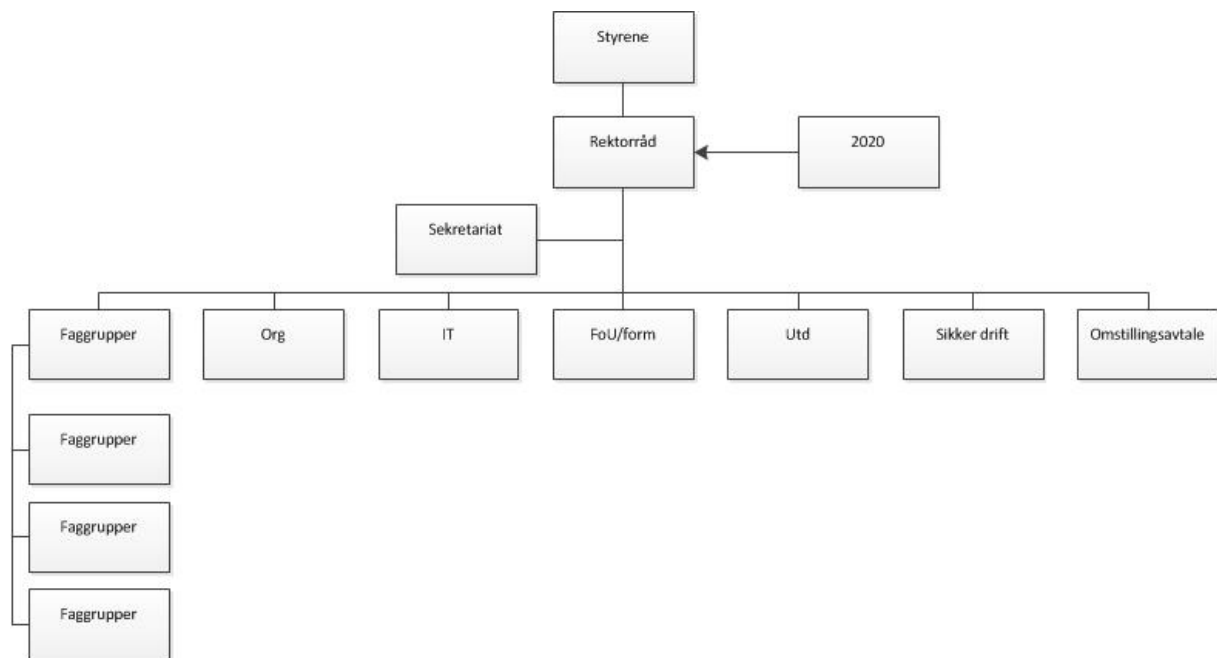 Styrene
Rektorråd
2020
Sekretariat
Faggrupper
Org
IT
FoU/form
Utd
Sikker drift
Omstillingsavtale
Faggrupper
Faggrupper
Faggrupper